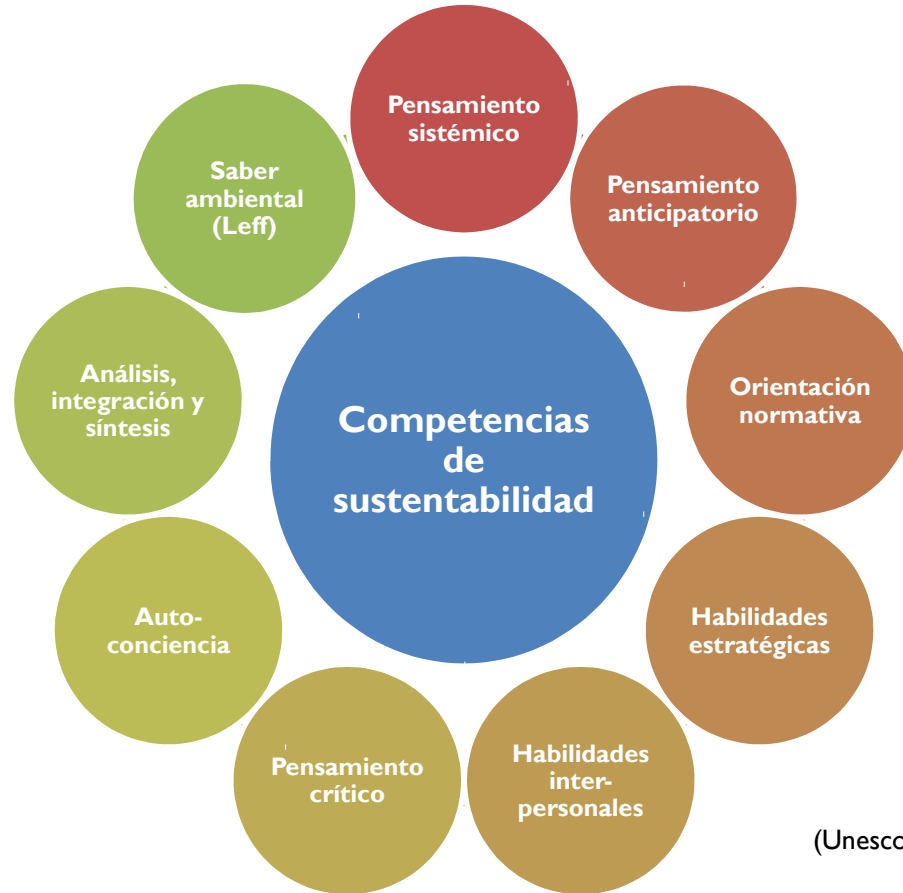 Pensamiento
sistémico
Pensamiento
anticipatorio
Orientación
normativa
Habilidades
estratégicas
Habilidades
inter-
personales
Pensamiento
crítico
Auto-
conciencia
Análisis,
integración y
síntesis
Saber
ambiental
(Leff)
Competencias
de
sustentabilidad
(Unesco